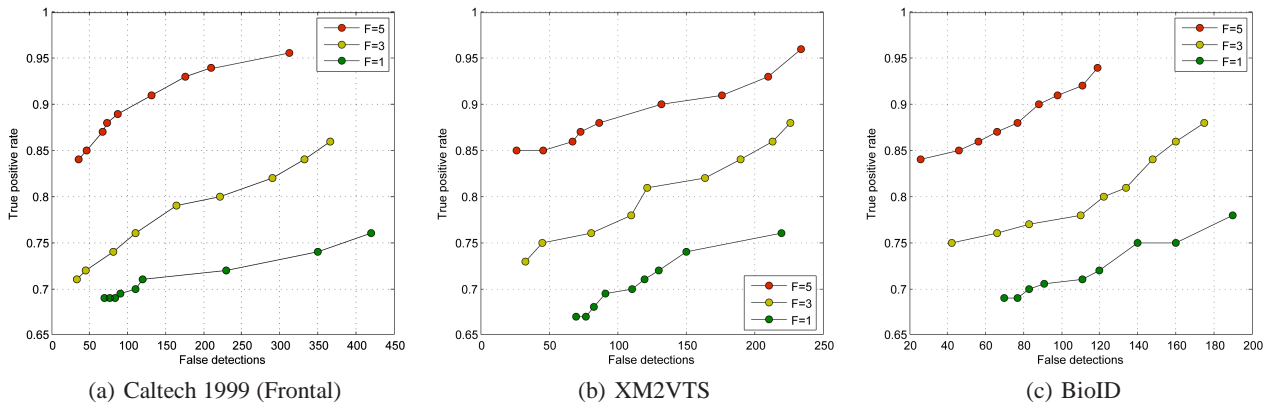 1
0.95
0.9
0.85
0.8
0.75
0.7
0.65
0 50 100 150 200 250 300 350 400 450
True positive rate
False detections
F=5
F=3
F=1
(a) Caltech 1999 (Frontal)
1
0.95
0.9
0.85
0.8
0.75
0.7
0.65
0 50 100 150 200 250
True positive rate
False detections
F=5
F=3
F=1
(b) XM2VTS
1
0.95
0.9
0.85
0.8
0.75
0.7
0.65
20 40 60 80 100 120 140 160 180 200
True positive rate
False detections
F=5
F=3
F=1
(c) BioID